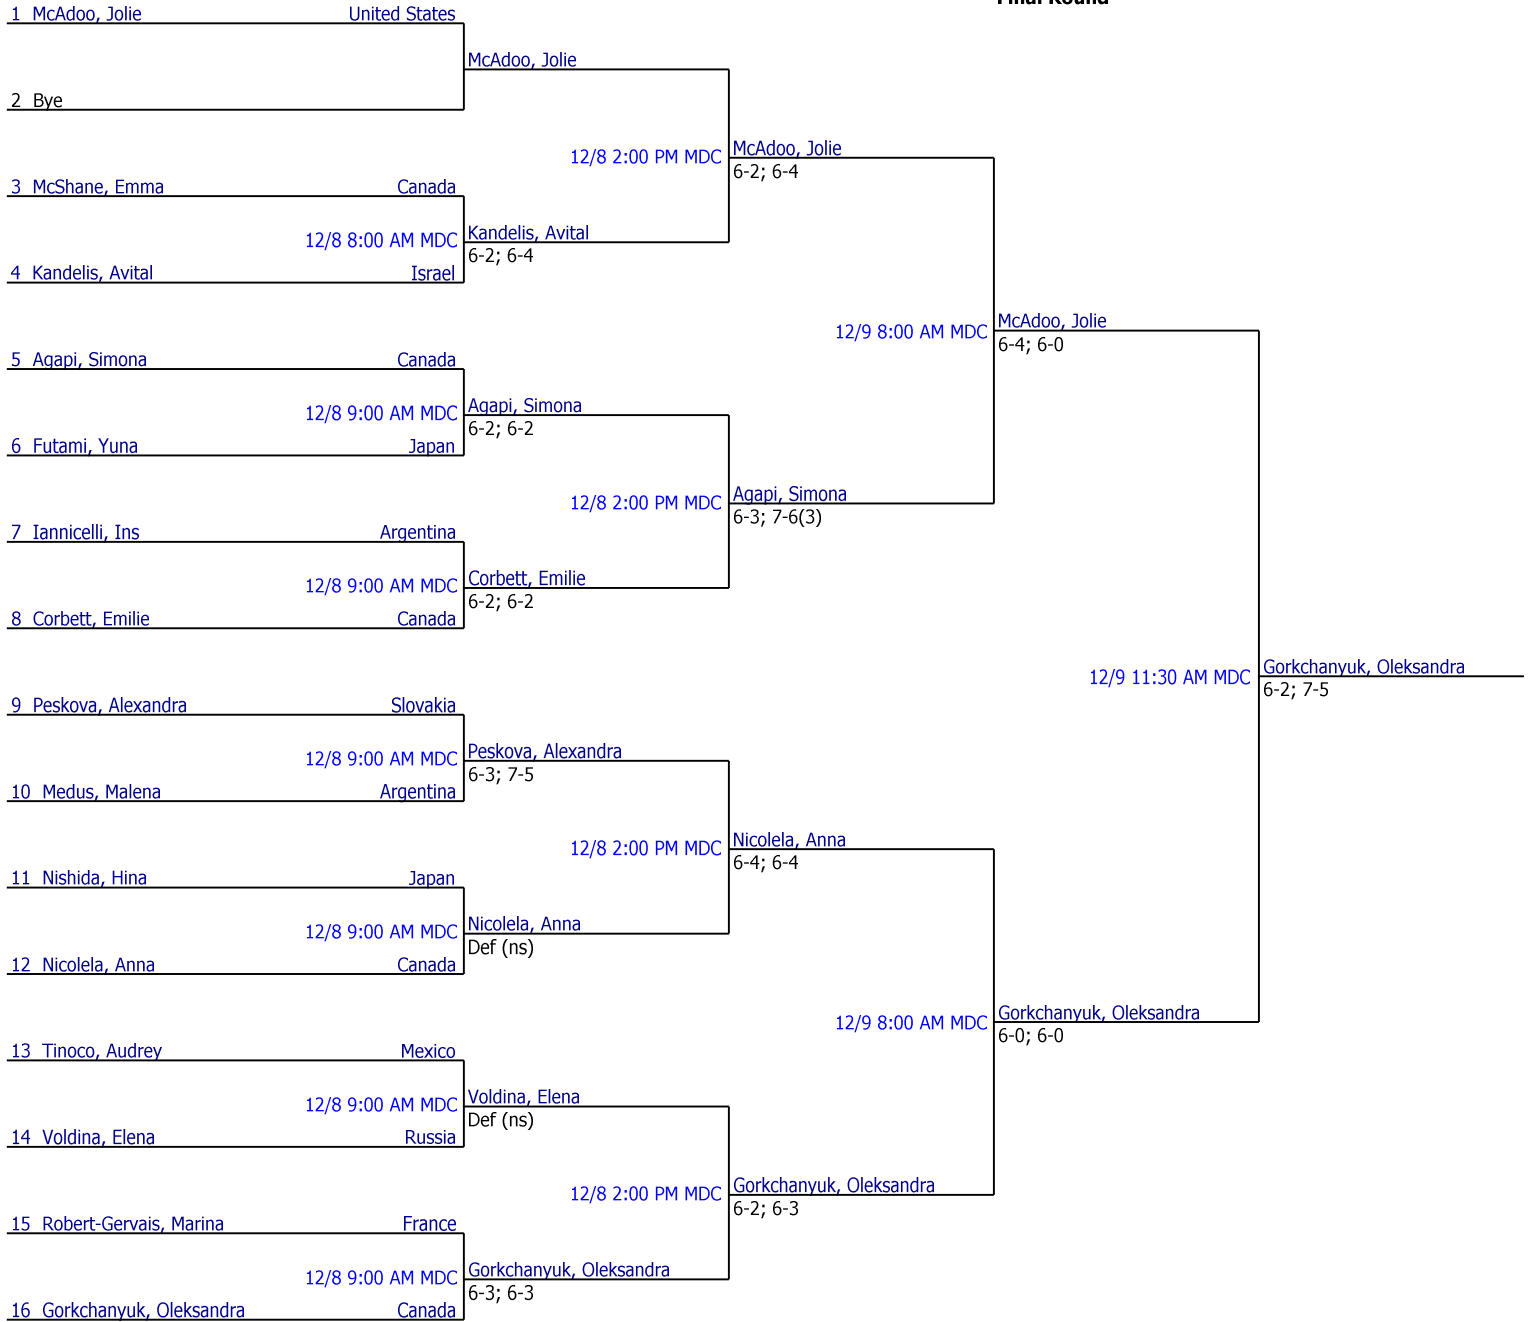 Final Round
1 McAdoo, Jolie United States
McAdoo, Jolie
2 Bye
12/8 2:00 PM MDC McAdoo, Jolie
6-2; 6-4
3 McShane, Emma Canada
12/8 8:00 AM MDC Kandelis, Avital
6-2; 6-4
4 Kandelis, Avital Israel
12/9 8:00 AM MDC McAdoo, Jolie
6-4; 6-0
5 Agapi, Simona Canada
12/8 9:00 AM MDC Agapi, Simona
6-2; 6-2
6 Futami, Yuna Japan
12/8 2:00 PM MDC Agapi, Simona
6-3; 7-6(3)
7 Iannicelli, Ins Argentina
12/8 9:00 AM MDC Corbett, Emilie
6-2; 6-2
8 Corbett, Emilie Canada
12/9 11:30 AM MDC Gorkchanyuk, Oleksandra
6-2; 7-5
9 Peskova, Alexandra Slovakia
12/8 9:00 AM MDC Peskova, Alexandra
6-3; 7-5
10 Medus, Malena Argentina
12/8 2:00 PM MDC Nicolela, Anna
6-4; 6-4
11 Nishida, Hina Japan
12/8 9:00 AM MDC Nicolela, Anna
Def (ns)
12 Nicolela, Anna Canada
12/9 8:00 AM MDC Gorkchanyuk, Oleksandra
6-0; 6-0
13 Tinoco, Audrey Mexico
12/8 9:00 AM MDC Voldina, Elena
Def (ns)
14 Voldina, Elena Russia
12/8 2:00 PM MDC Gorkchanyuk, Oleksandra
6-2; 6-3
15 Robert-Gervais, Marina France
12/8 9:00 AM MDC Gorkchanyuk, Oleksandra
6-3; 6-3
16 Gorkchanyuk, Oleksandra Canada